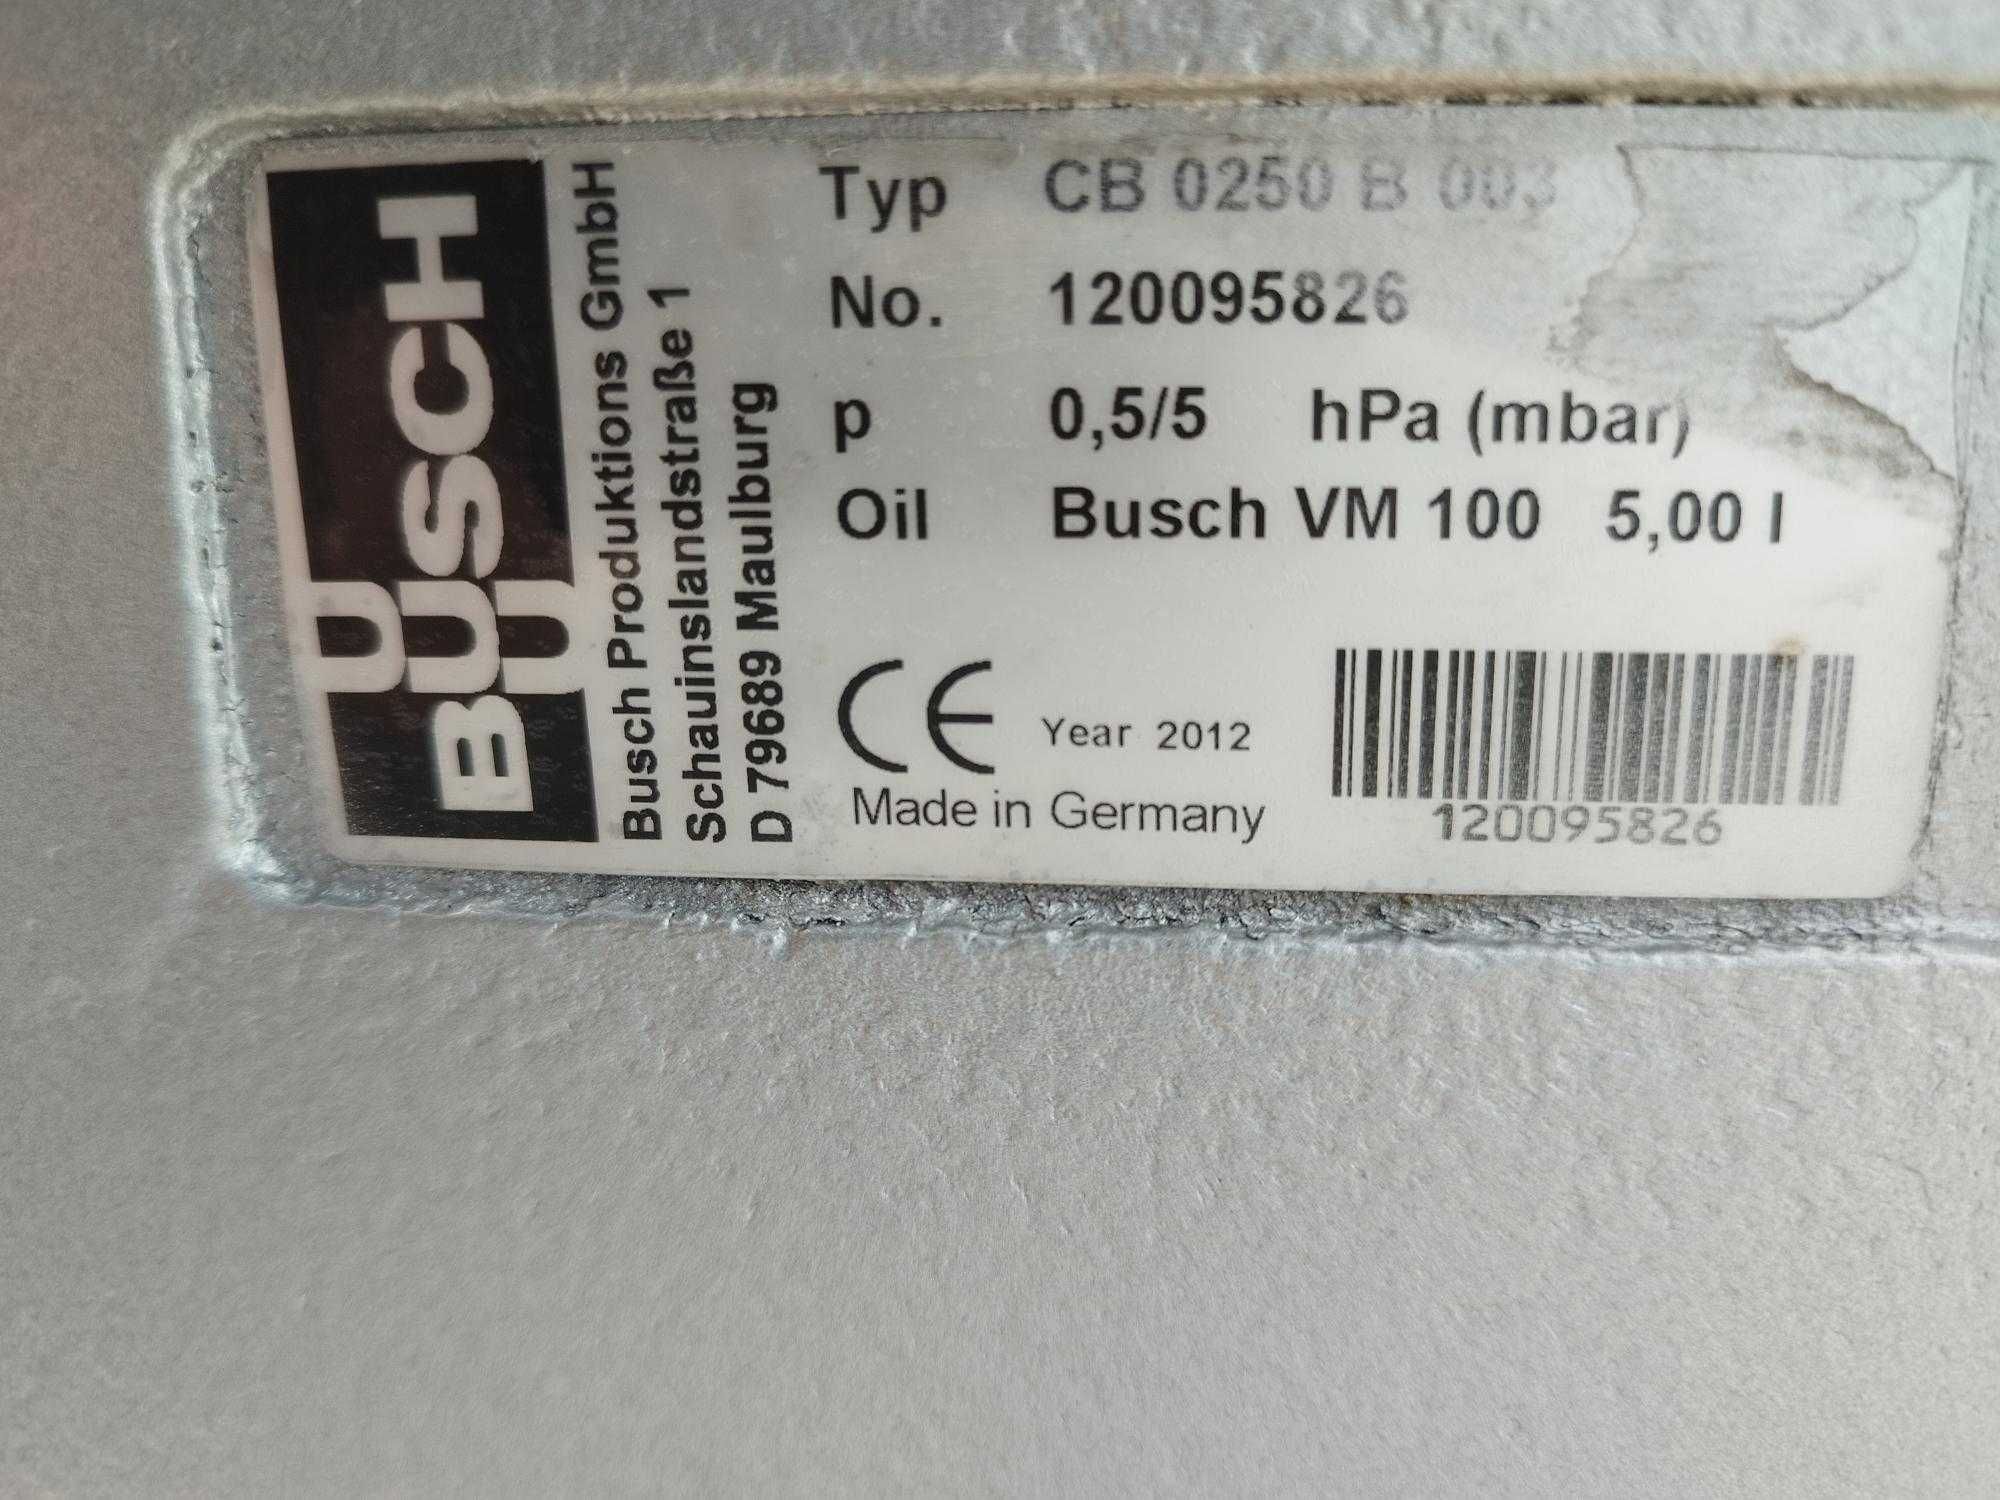 BUSCH
Busch Produktions GmbH
Schauinslandstraße 1
D 79689 Maulburg
Typ CB 0250 B 003
No. 120095826
p 0,5/5 hPa (mbar)
Oil Busch VM 100 5,00 l
CE Year 2012
Made in Germany
120095826